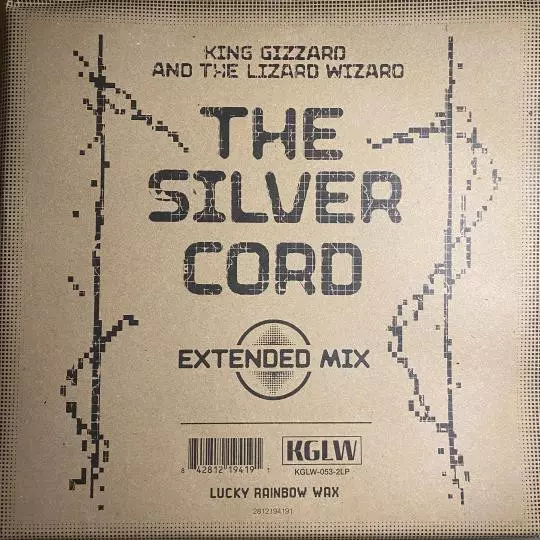 KING GIZZARD
AND THE LIZARD WIZARD
THE
SILVER
CORD
EXTENDED MIX
KGLW
8 42812 19419 1
KGLW-053-2LP
LUCKY RAINBOW WAX
2812194191